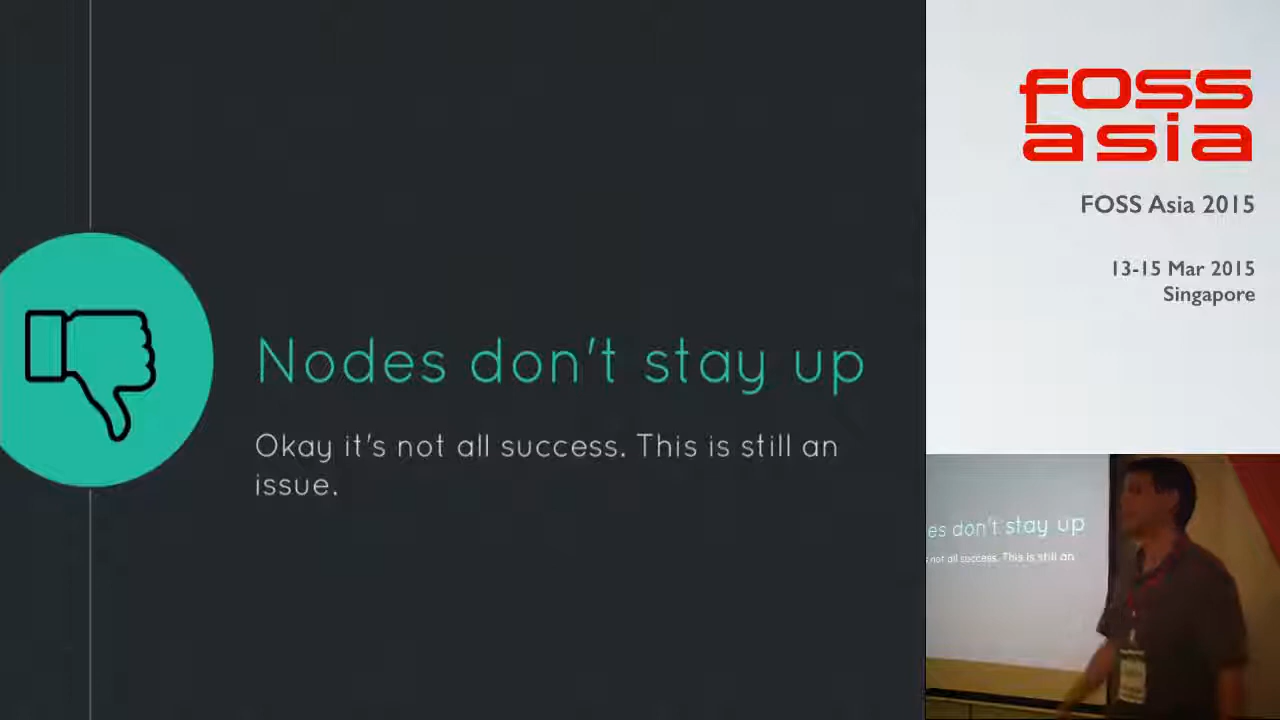 Nodes don't stay up
Okay it's not all success. This is still an
issue.
foss
asia
FOSS Asia 2015
13-15 Mar 2015
Singapore
es don't stay up
not all success. This is still an